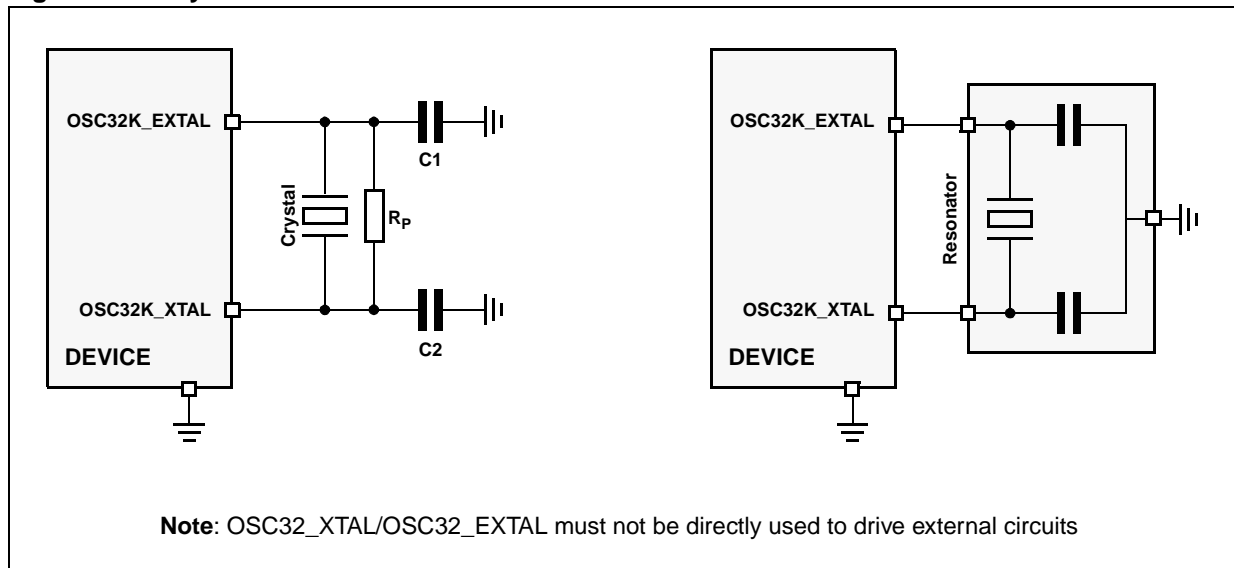 OSC32K_EXTAL
C1
Crystal
RP
OSC32K_XTAL
C2
DEVICE
OSC32K_EXTAL
Resonator
OSC32K_XTAL
DEVICE
Note: OSC32_XTAL/OSC32_EXTAL must not be directly used to drive external circuits